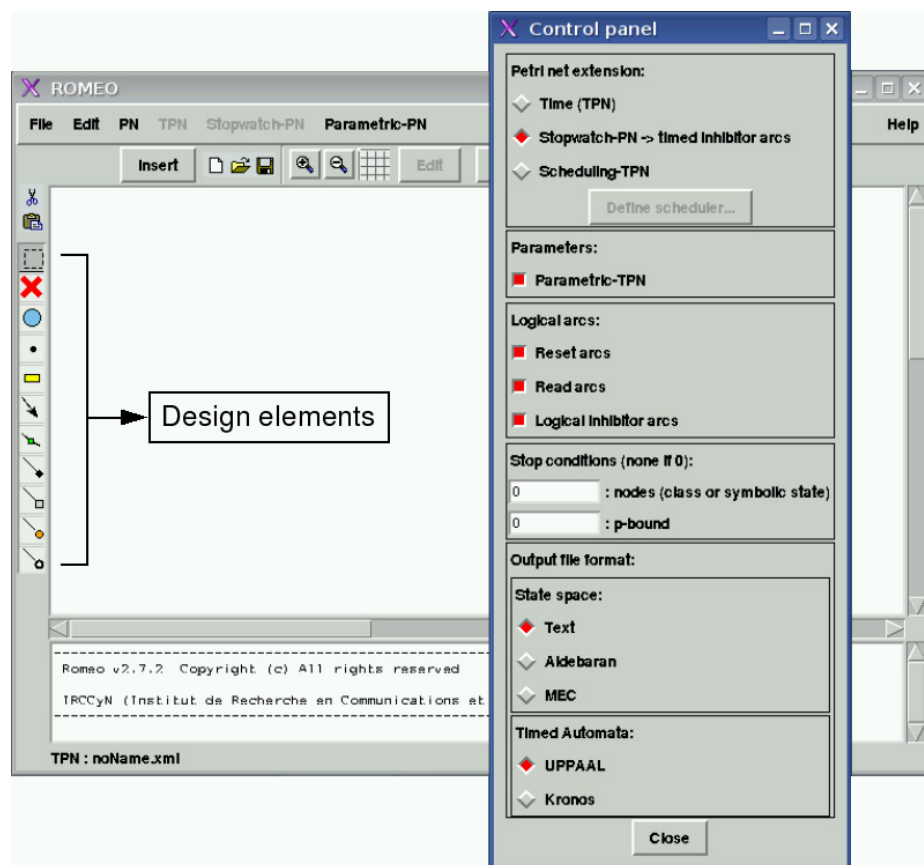 Control panel
Petri net extension:
Time (TPN)
Stopwatch-PN -> timed inhibitor arcs
Scheduling-TPN
Define scheduler...
Parameters:
Parametric-TPN
Logical arcs:
Reset arcs
Read arcs
Logical inhibitor arcs
Stop conditions (none if 0):
0 : nodes (class or symbolic state)
0 : p-bound
Output file format:
State space:
Text
Aldebaran
MEC
Timed Automata:
UPPAAL
Kronos
Close
ROMEO
File Edit PN TPN Stopwatch-PN Parametric-PN Help
Insert Edit
Design elements
Romeo v2.7.2 Copyright (c) All rights reserved
IRCCyN (Institut de Recherche en Communications et
TPN : noName.xml